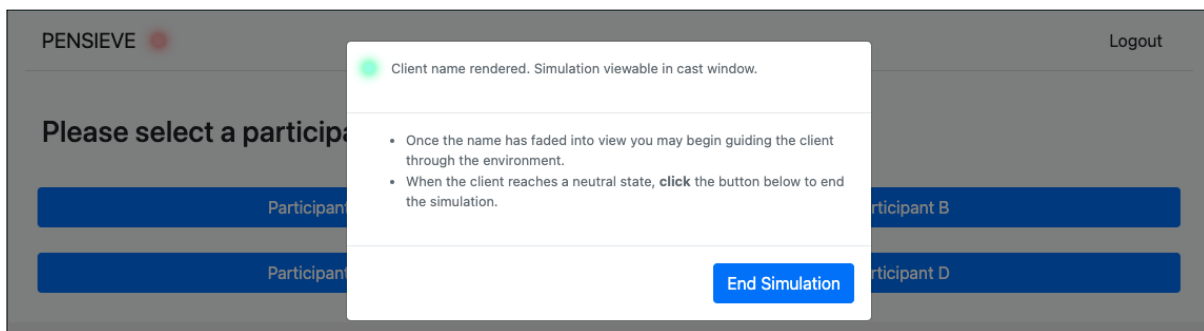 PENSIEVE
Logout
Client name rendered. Simulation viewable in cast window.
Please select a participa
Once the name has faded into view you may begin guiding the client
through the environment.
When the client reaches a neutral state, click the button below to end
the simulation.
Participant
rticipant B
Participant
rticipant D
End Simulation